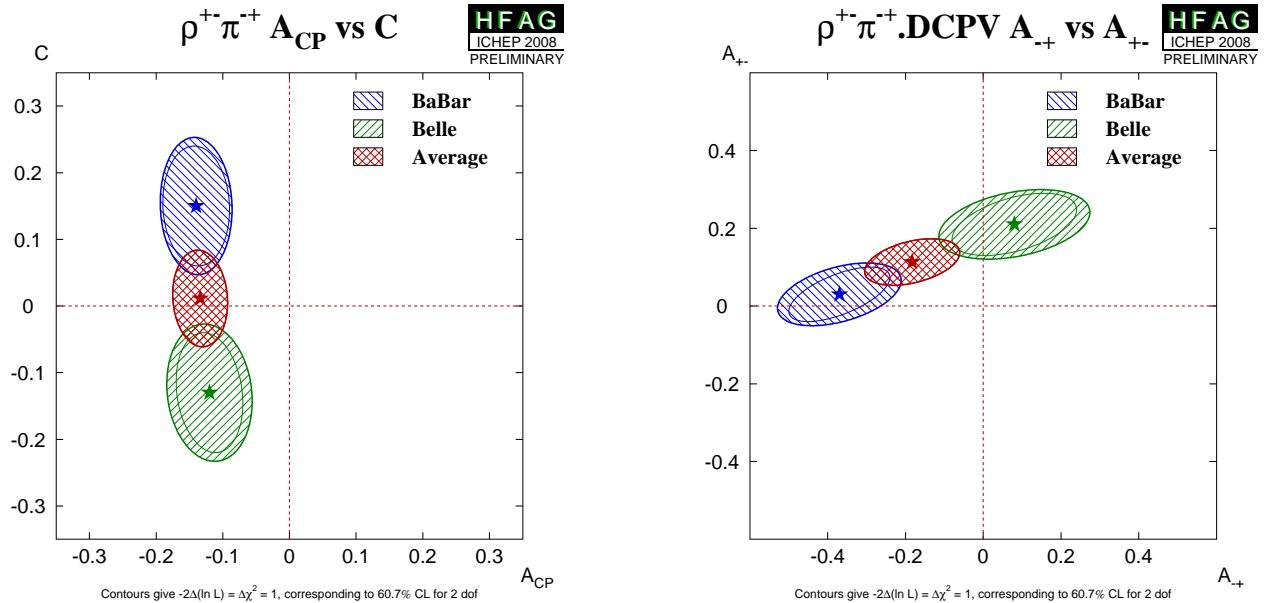 ρ⁺⁻π⁻⁺ A_CP vs C
HFAG
ICHEP 2008
PRELIMINARY
C
BaBar
Belle
Average
0.3
0.2
0.1
0
-0.1
-0.2
-0.3
-0.3 -0.2 -0.1 0 0.1 0.2 0.3
A_CP
Contours give -2Δ(ln L) = Δχ² = 1, corresponding to 60.7% CL for 2 dof
ρ⁺⁻π⁻⁺.DCPV A₋₊ vs A₊₋
HFAG
ICHEP 2008
PRELIMINARY
A₊₋
BaBar
Belle
Average
0.4
0.2
0
-0.2
-0.4
-0.4 -0.2 0 0.2 0.4
A₋₊
Contours give -2Δ(ln L) = Δχ² = 1, corresponding to 60.7% CL for 2 dof